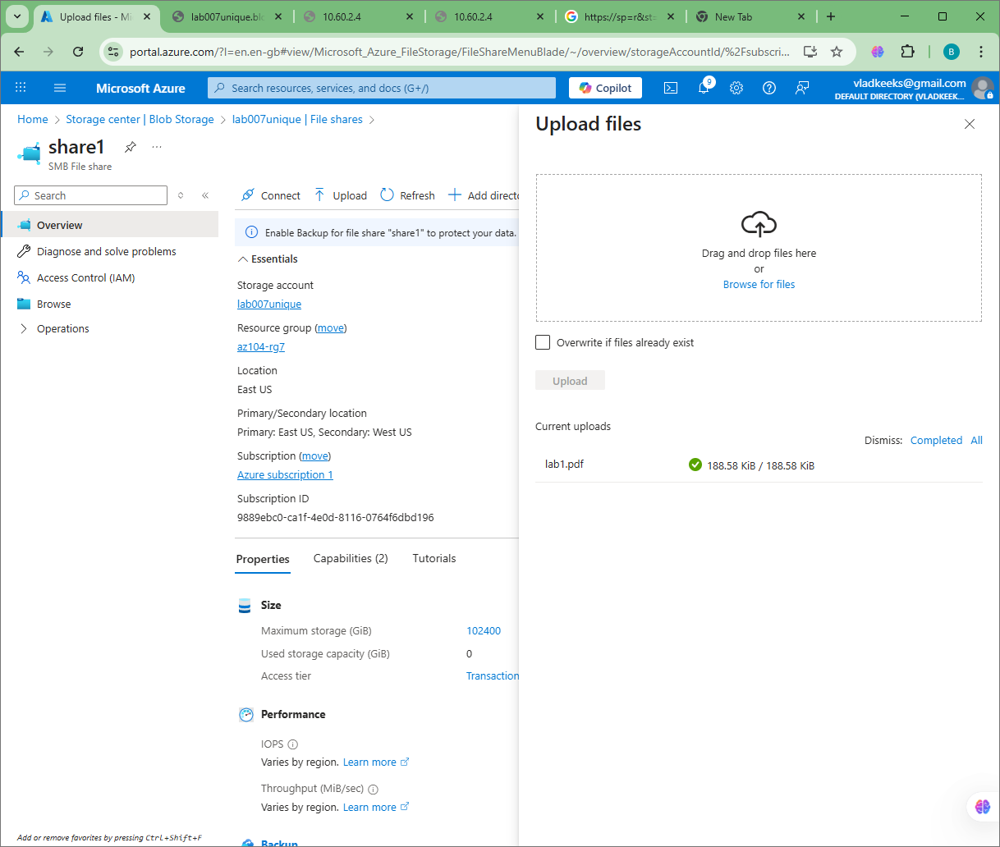 Upload files - Mi
lab007unique.blo
10.60.2.4
10.60.2.4
https://sp=r&st=
New Tab
portal.azure.com/?l=en.en-gb#view/Microsoft_Azure_FileStorage/FileShareMenuBlade/~/overview/storageAccountId/%2Fsubscri...
B
Microsoft Azure
Search resources, services, and docs (G+/)
Copilot
9
vladkeeks@gmail.com
DEFAULT DIRECTORY (VLADKEEK...
Home > Storage center | Blob Storage > lab007unique | File shares >
share1
...
SMB File share
Search
Overview
Diagnose and solve problems
Access Control (IAM)
Browse
Operations
Connect
Upload
Refresh
Add directo
Enable Backup for file share "share1" to protect your data.
Essentials
Storage account
lab007unique
Resource group (move)
az104-rg7
Location
East US
Primary/Secondary location
Primary: East US, Secondary: West US
Subscription (move)
Azure subscription 1
Subscription ID
9889ebc0-ca1f-4e0d-8116-0764f6dbd196
Properties
Capabilities (2)
Tutorials
Size
Maximum storage (GiB) 102400
Used storage capacity (GiB) 0
Access tier Transaction
Performance
IOPS
Varies by region. Learn more
Throughput (MiB/sec)
Varies by region. Learn more
Backup
Add or remove favorites by pressing Ctrl+Shift+F
Upload files
Drag and drop files here
or
Browse for files
Overwrite if files already exist
Upload
Current uploads
Dismiss: Completed All
lab1.pdf 188.58 KiB / 188.58 KiB